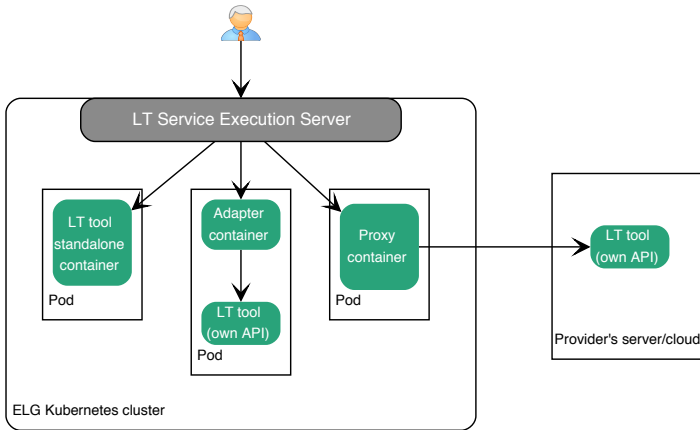 LT Service Execution Server
LT tool
standalone
container
Pod
Adapter
container
LT tool
(own API)
Pod
Proxy
container
Pod
LT tool
(own API)
Provider's server/cloud
ELG Kubernetes cluster